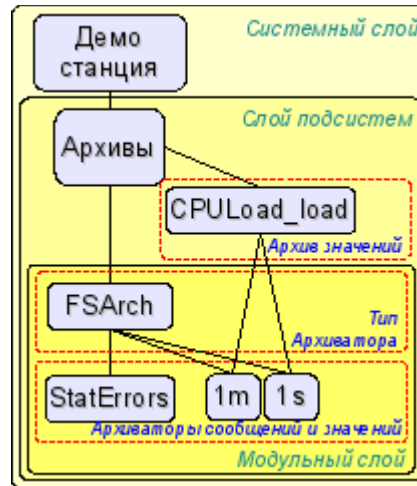 Системный слой
Демо
станция
Слой подсистем
Архивы
CPULoad_load
Архив значений
FSArch
Тип
Архиватора
StatErrors
1m
1s
Архиваторы сообщений и значений
Модульный слой